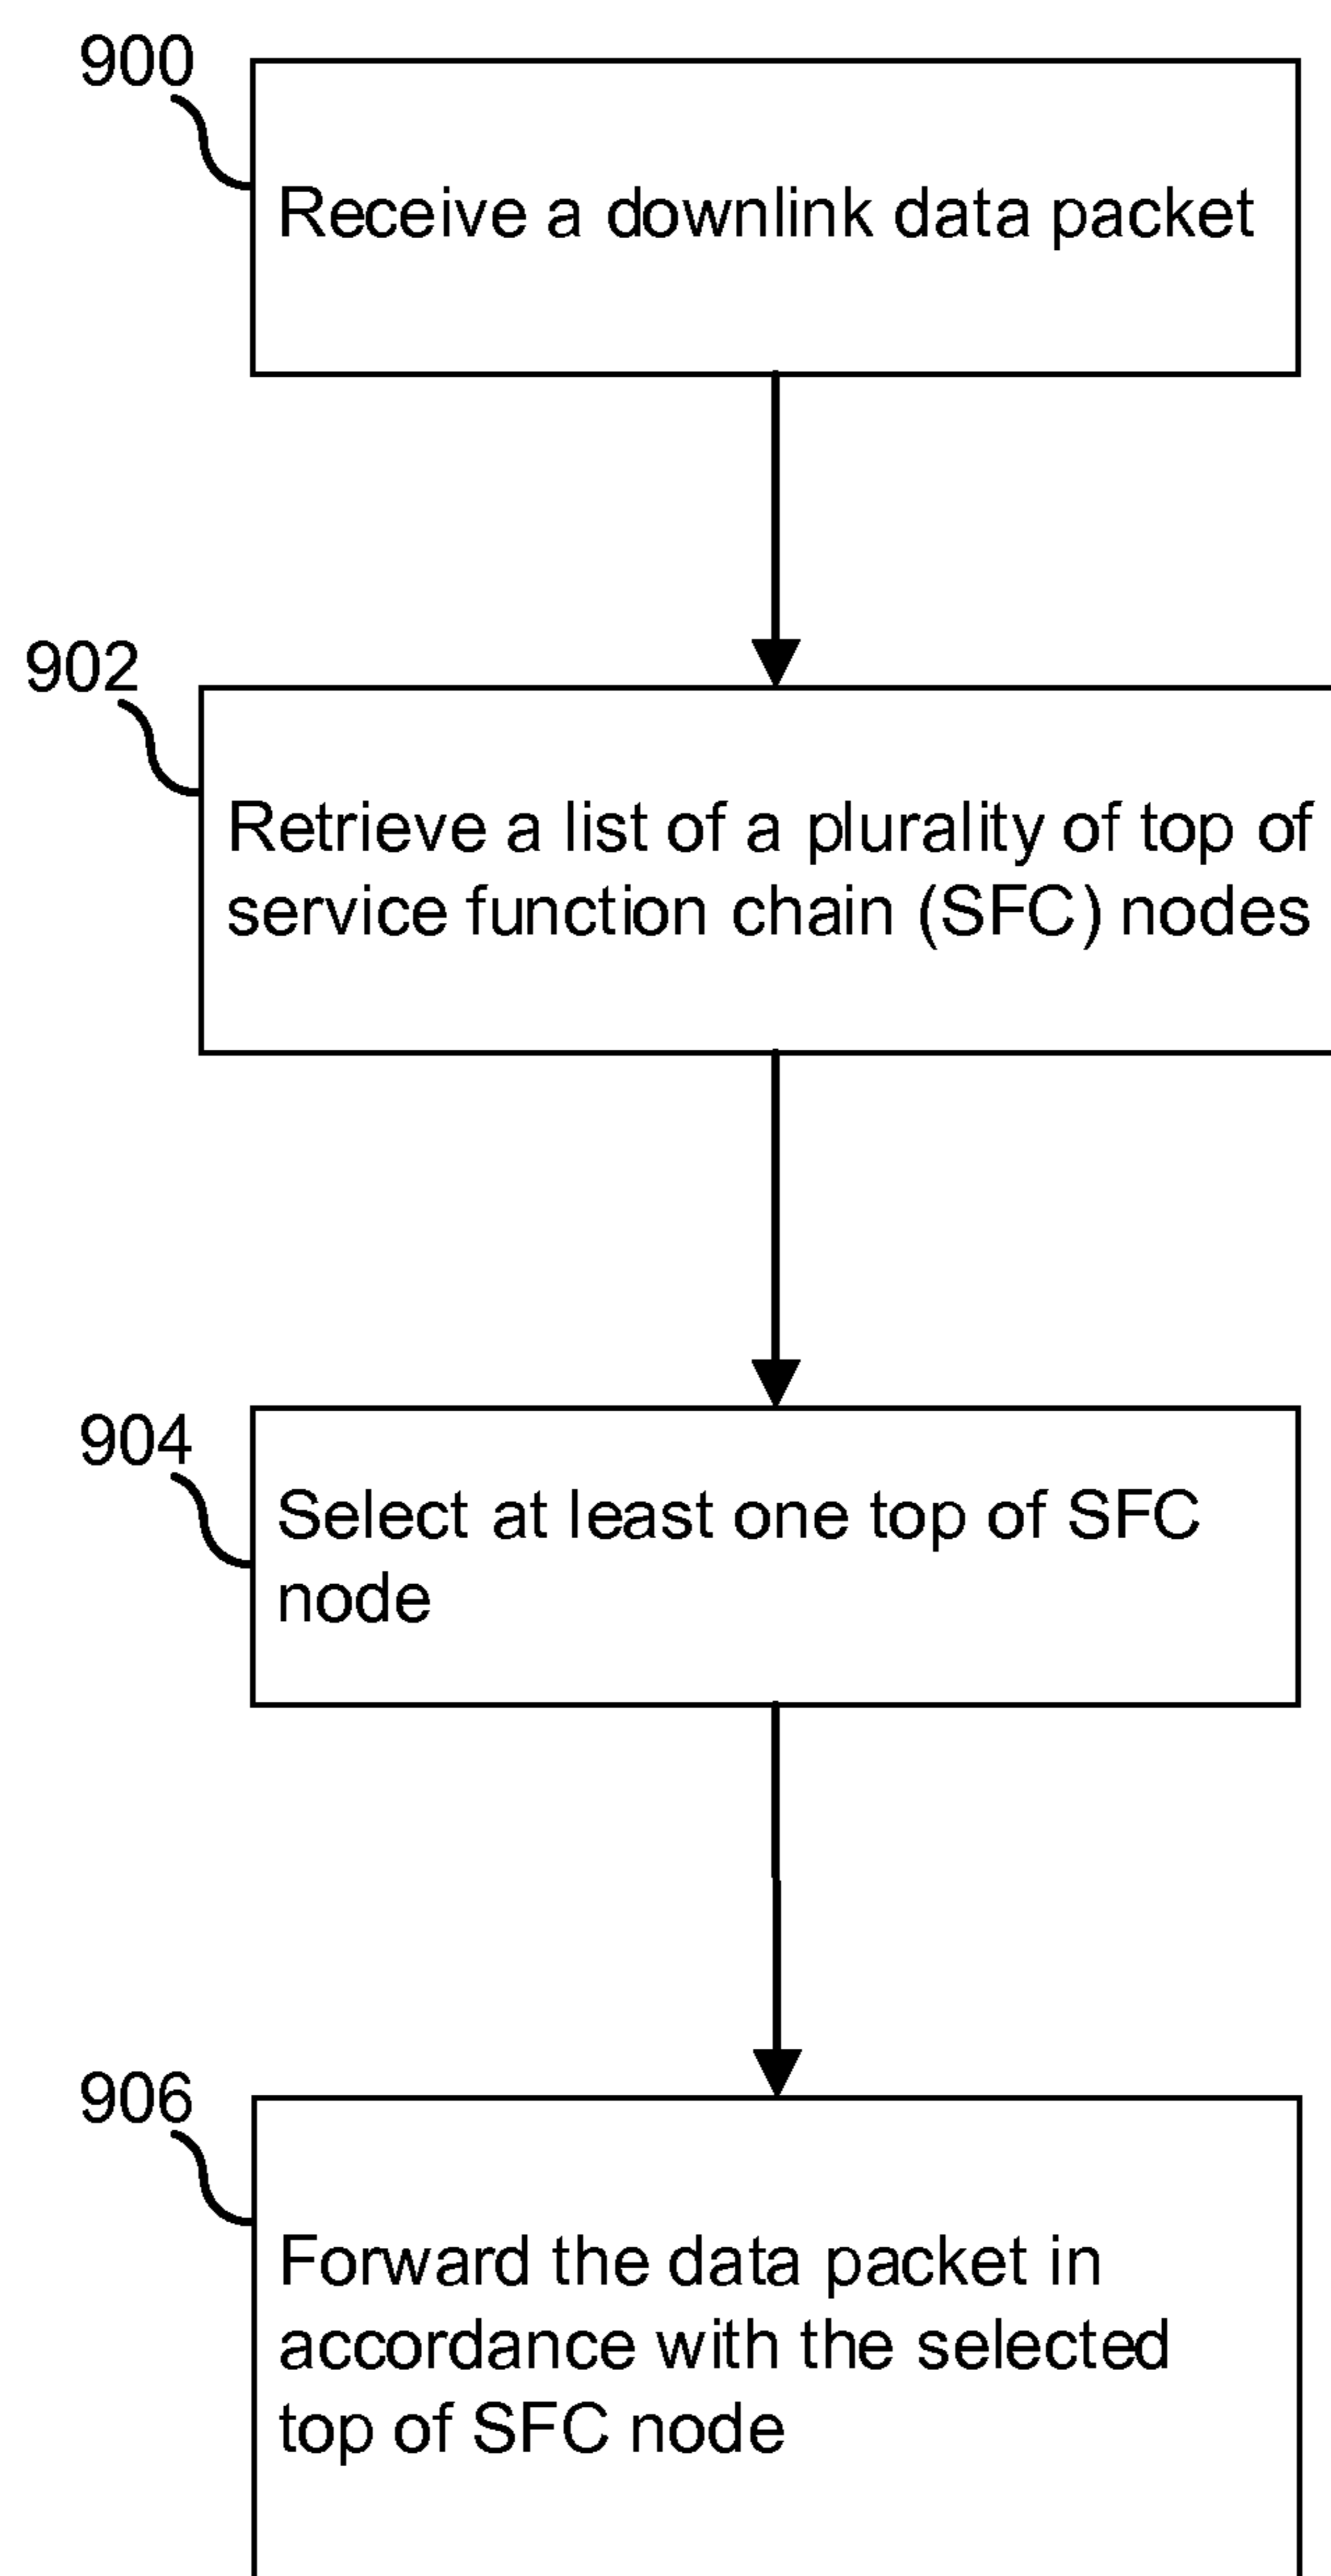 900
Receive a downlink data packet
902
Retrieve a list of a plurality of top of
service function chain (SFC) nodes
904
Select at least one top of SFC
node
906
Forward the data packet in
accordance with the selected
top of SFC node